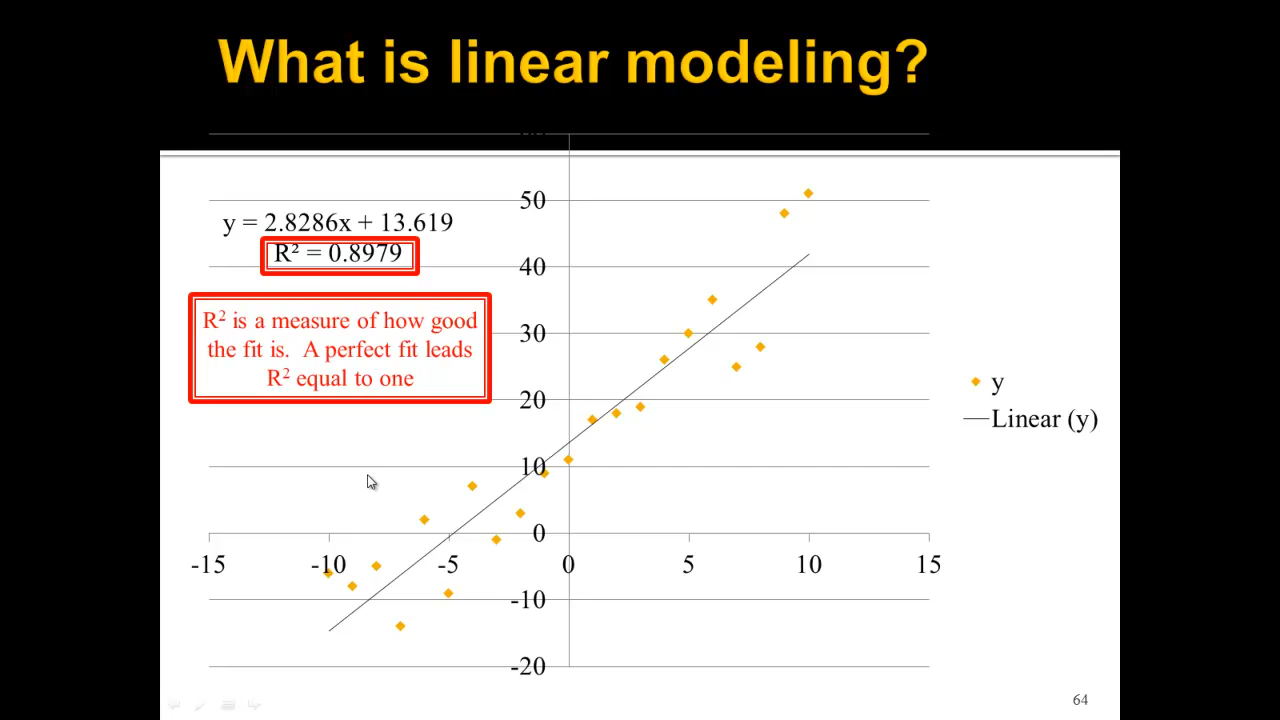 What is linear modeling?
50
y = 2.8286x + 13.619
R² = 0.8979
40
R² is a measure of how good
the fit is. A perfect fit leads
R² equal to one
30
20
10
0
-15 -10 -5 0 5 10 15
-10
-20
y
Linear (y)
64